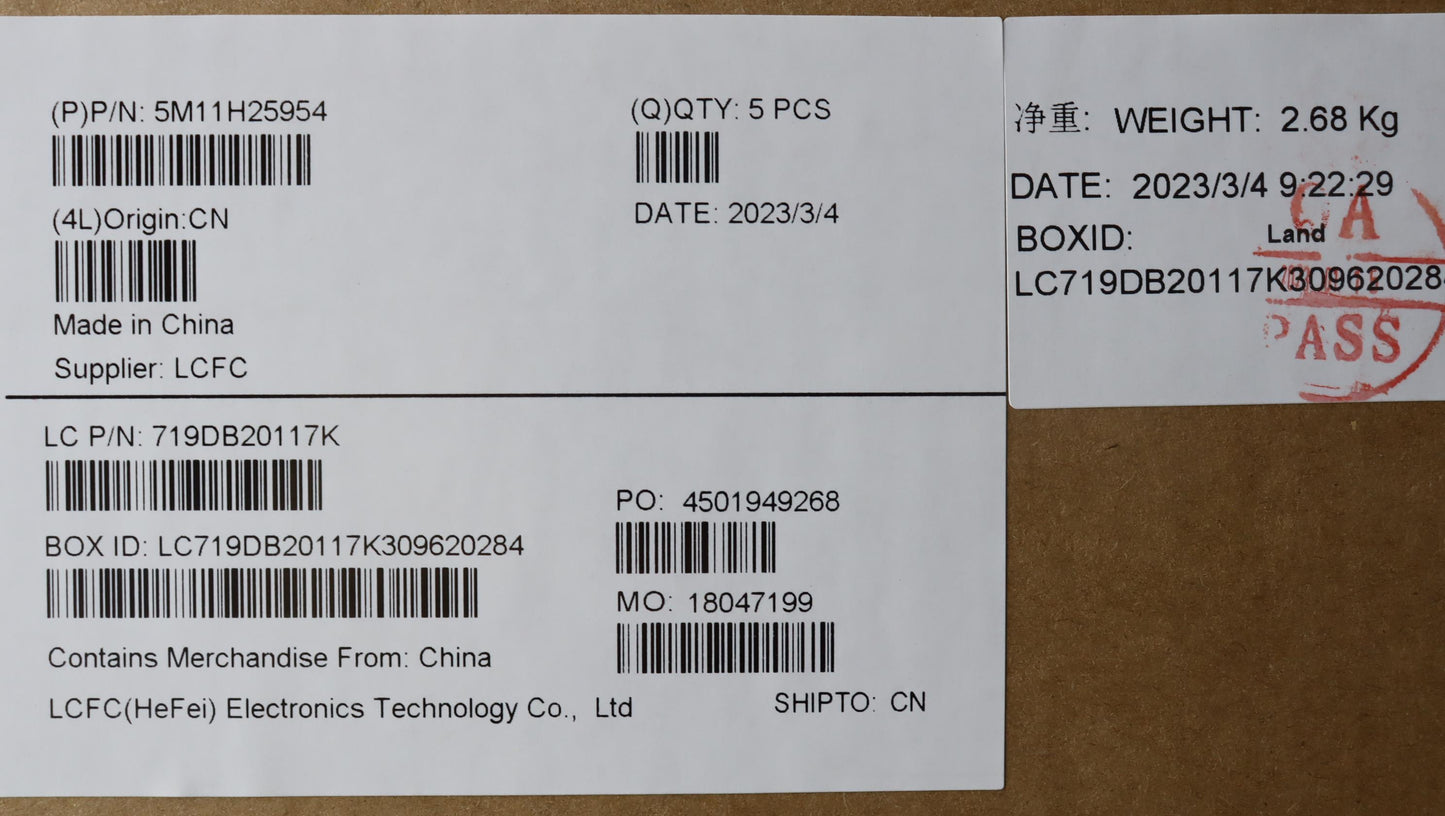 (P)P/N: 5M11H25954
(Q)QTY: 5 PCS
(4L)Origin:CN
DATE: 2023/3/4
Made in China
Supplier: LCFC
LC P/N: 719DB20117K
PO: 4501949268
BOX ID: LC719DB20117K309620284
MO: 18047199
Contains Merchandise From: China
LCFC(HeFei) Electronics Technology Co., Ltd
SHIPTO: CN
净重: WEIGHT: 2.68 Kg
DATE: 2023/3/4 9:22:29
BOXID: Land
LC719DB20117K309620284
QA
PASS